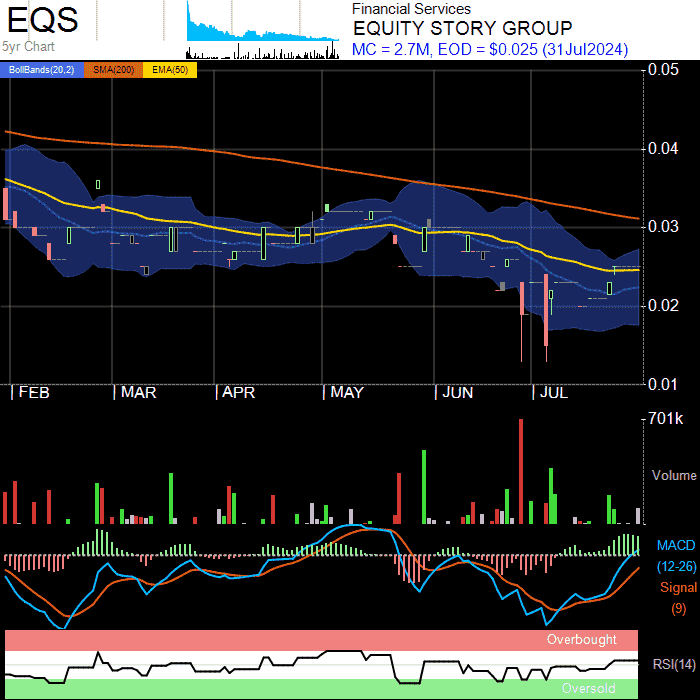 EQS
5yr Chart
Financial Services
EQUITY STORY GROUP
MC = 2.7M, EOD = $0.025 (31Jul2024)
BollBands(20,2) SMA(200) EMA(50)
0.05
0.04
0.03
0.02
0.01
FEB MAR APR MAY JUN JUL
701k
Volume
MACD
(12-26)
Signal
(9)
Overbought
RSI(14)
Oversold